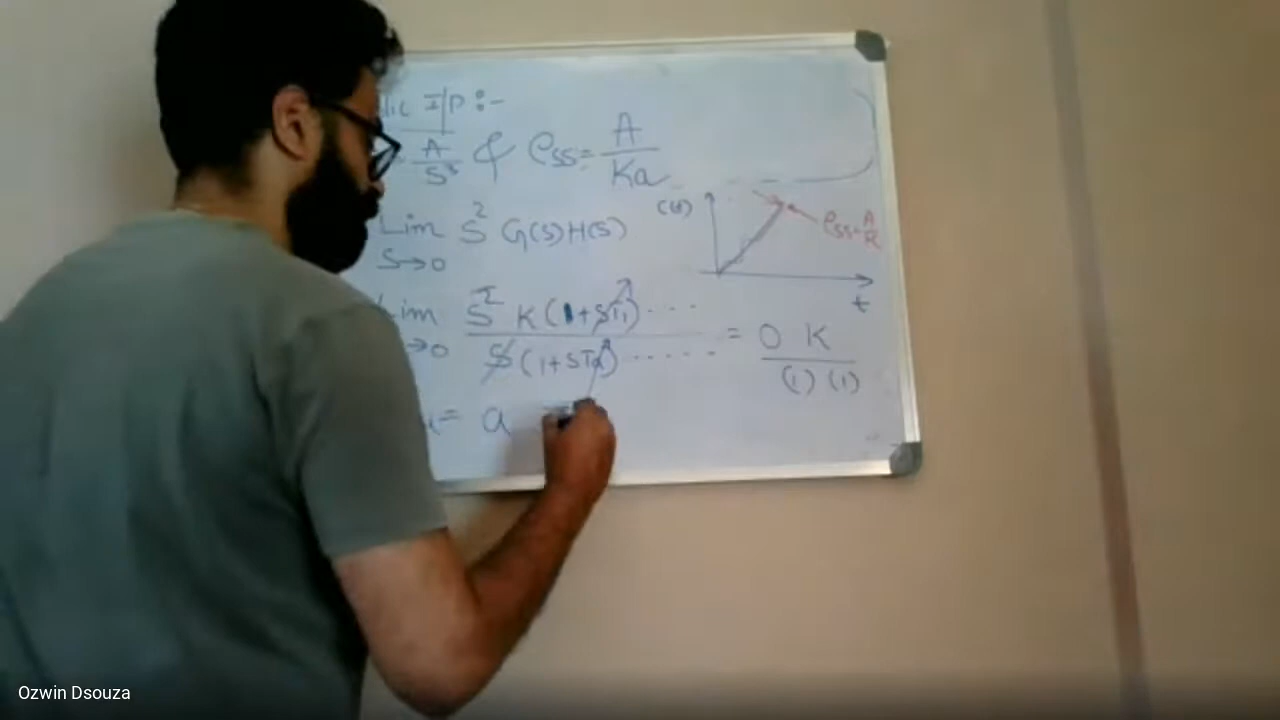 I/P :-
A/S³ & ess = A/Ka
Lim S² G(S)H(S)
S→0
C(t)
ess = A/K
t
Lim S² K (1+ST₁) .... = 0 K
→0 S (1+STa) ..... (1) (1)
= a
Ozwin Dsouza